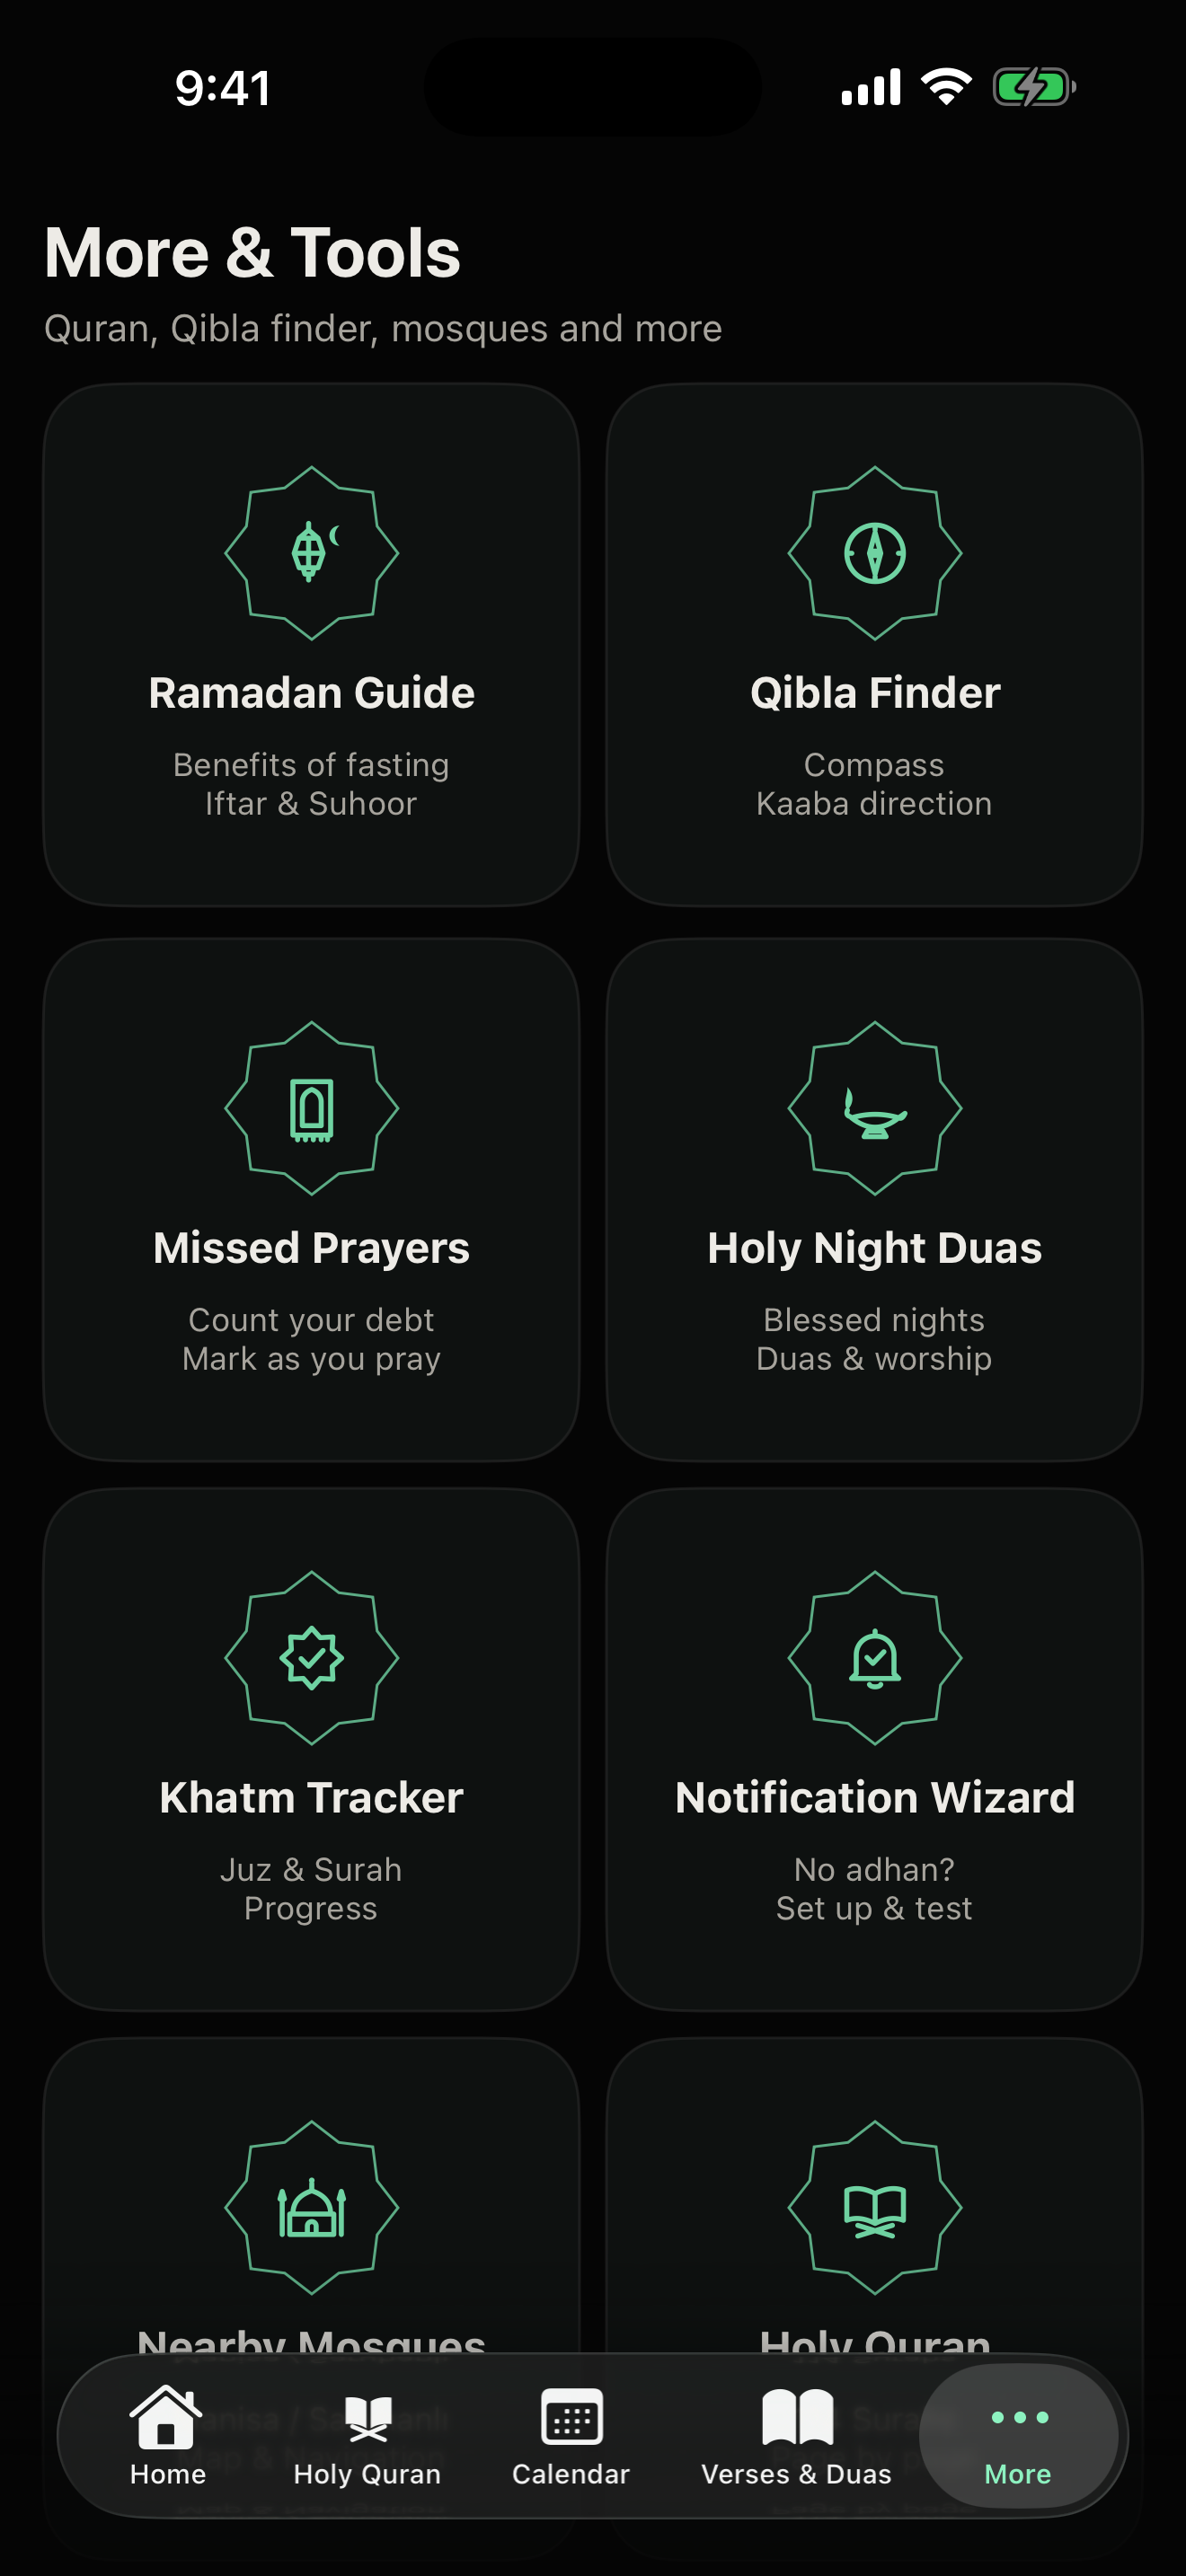 9:41
More & Tools
Quran, Qibla finder, mosques and more
Ramadan Guide
Benefits of fasting
Iftar & Suhoor
Qibla Finder
Compass
Kaaba direction
Missed Prayers
Count your debt
Mark as you pray
Holy Night Duas
Blessed nights
Duas & worship
Khatm Tracker
Juz & Surah
Progress
Notification Wizard
No adhan?
Set up & test
Nearby Mosques
Holy Quran
Home
Holy Quran
Calendar
Verses & Duas
More